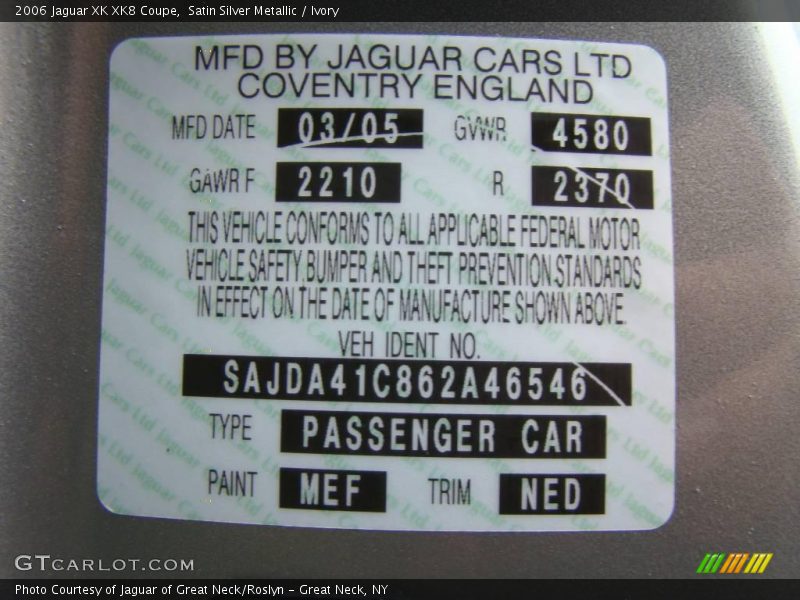 2006 Jaguar XK XK8 Coupe, Satin Silver Metallic / Ivory
MFD BY JAGUAR CARS LTD
COVENTRY ENGLAND
MFD DATE 03/05 GVWR 4580
GAWR F 2210 R 2370
THIS VEHICLE CONFORMS TO ALL APPLICABLE FEDERAL MOTOR
VEHICLE SAFETY, BUMPER AND THEFT PREVENTION STANDARDS
IN EFFECT ON THE DATE OF MANUFACTURE SHOWN ABOVE.
VEH IDENT NO.
SAJDA41C862A46546
TYPE PASSENGER CAR
PAINT MEF TRIM NED
GTCARLOT.COM
Photo Courtesy of Jaguar of Great Neck/Roslyn - Great Neck, NY